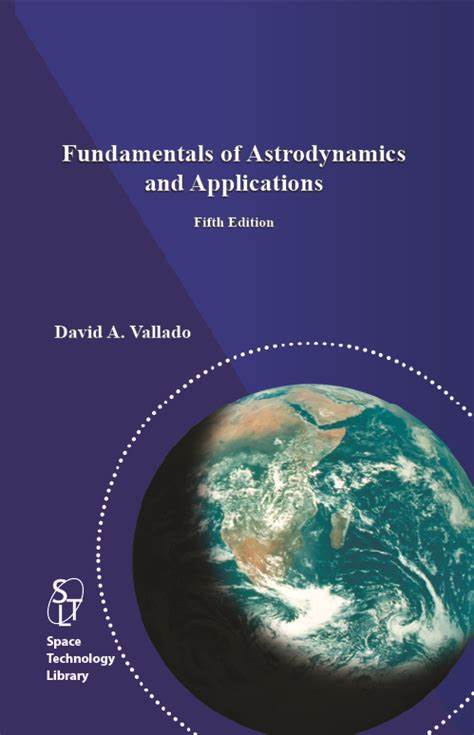 Fundamentals of Astrodynamics
and Applications
Fifth Edition
David A. Vallado
SLT
Space
Technology
Library